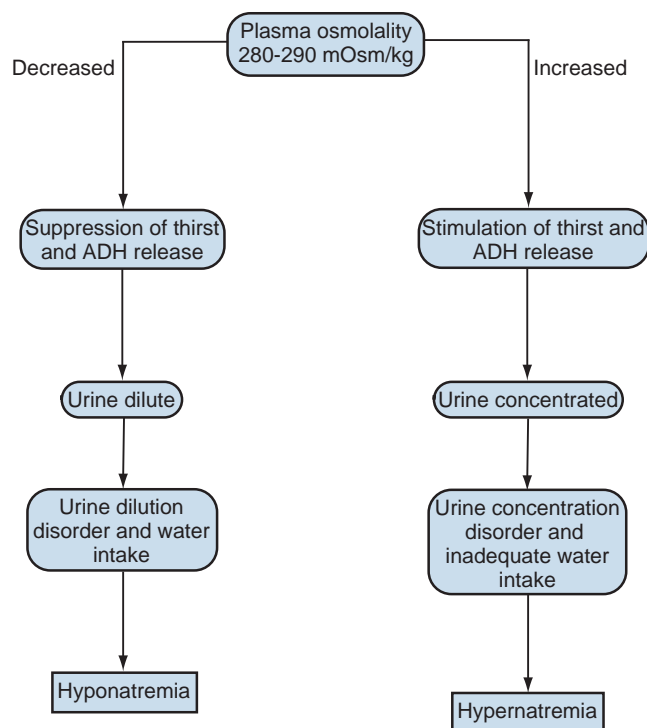 Plasma osmolality
280-290 mOsm/kg
Decreased
Increased
Suppression of thirst
and ADH release
Stimulation of thirst and
ADH release
Urine dilute
Urine concentrated
Urine dilution
disorder and water
intake
Urine concentration
disorder and
inadequate water
intake
Hyponatremia
Hypernatremia